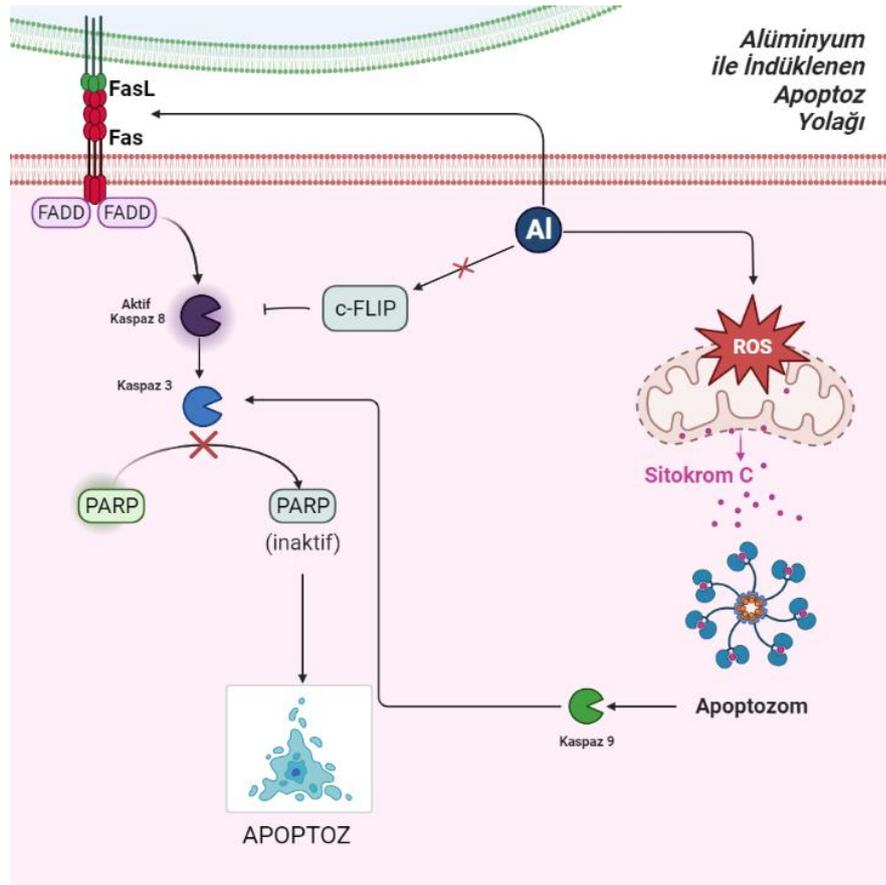 Alüminyum
ile İndüklenen
Apoptoz
Yolağı
FasL
Fas
FADD FADD
Al
Aktif
Kaspaz 8
c-FLIP
ROS
Kaspaz 3
Sitokrom C
PARP
PARP
(inaktif)
Apoptozom
Kaspaz 9
APOPTOZ